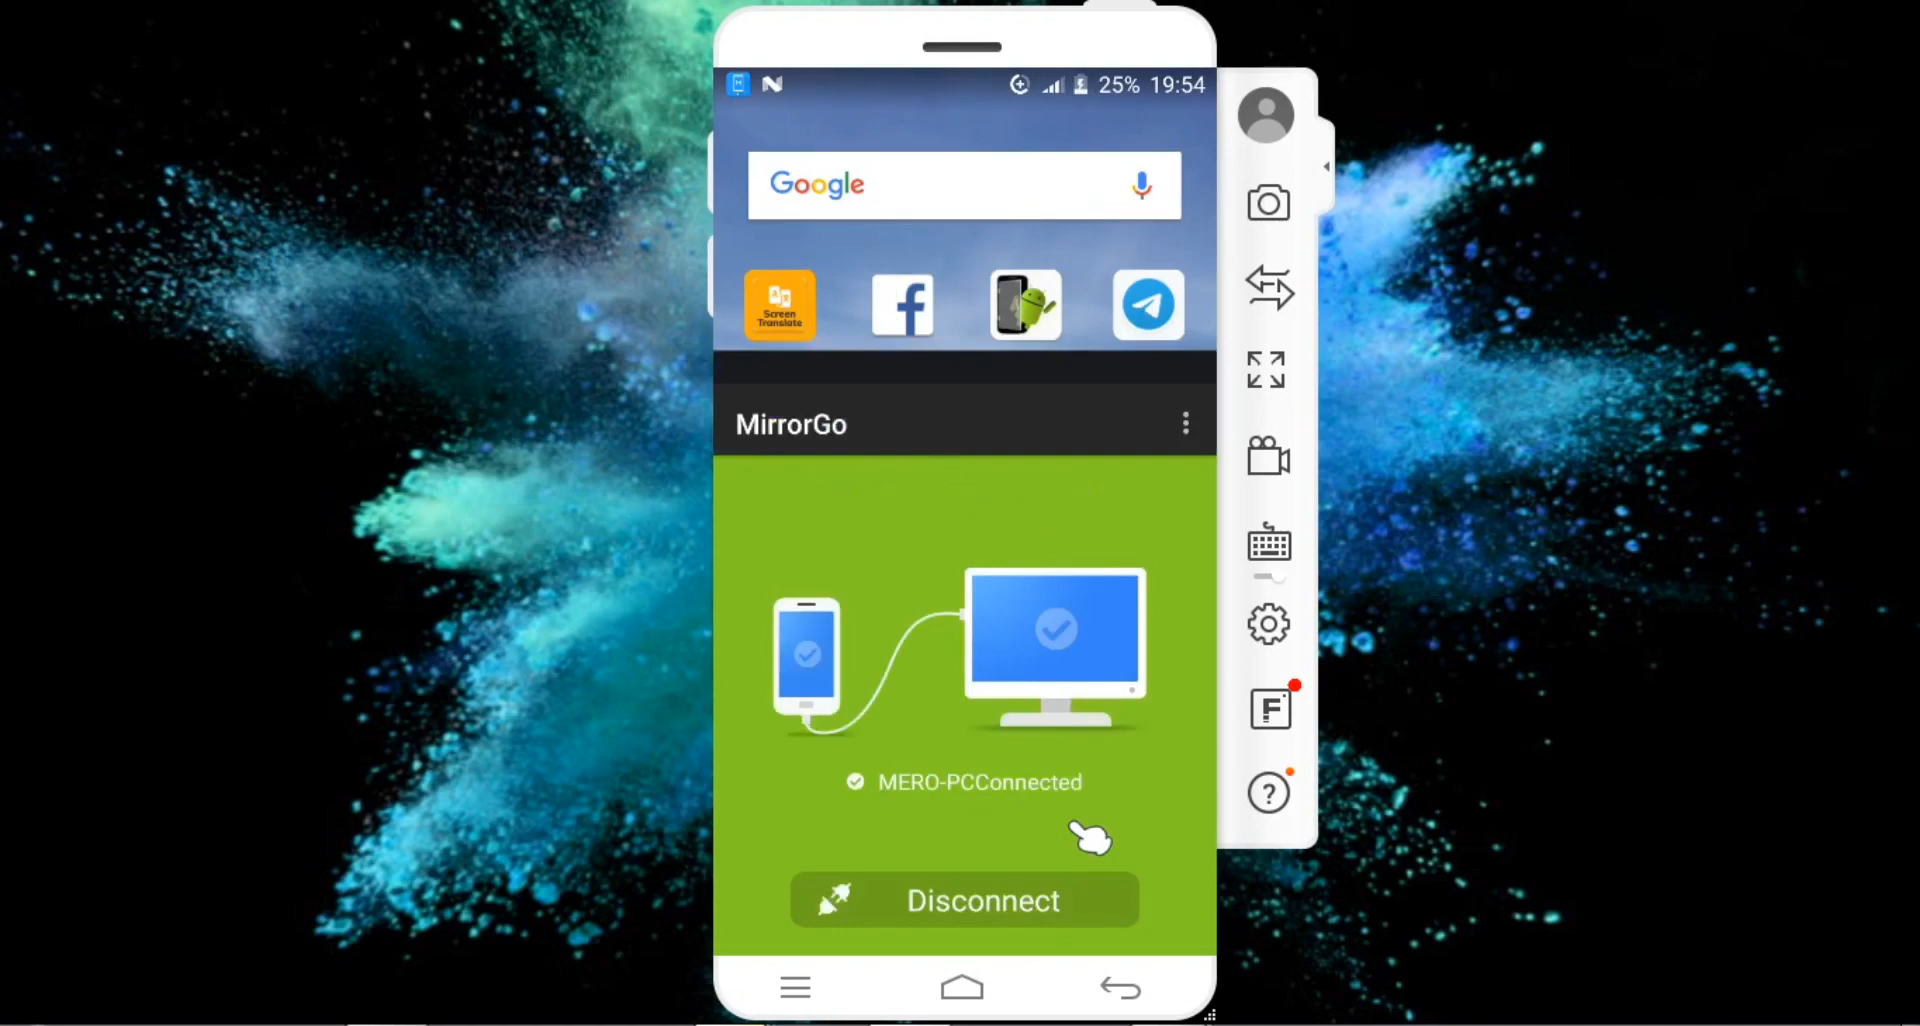 25% 19:54
Google
Screen
Translate
MirrorGo
MERO-PCConnected
Disconnect